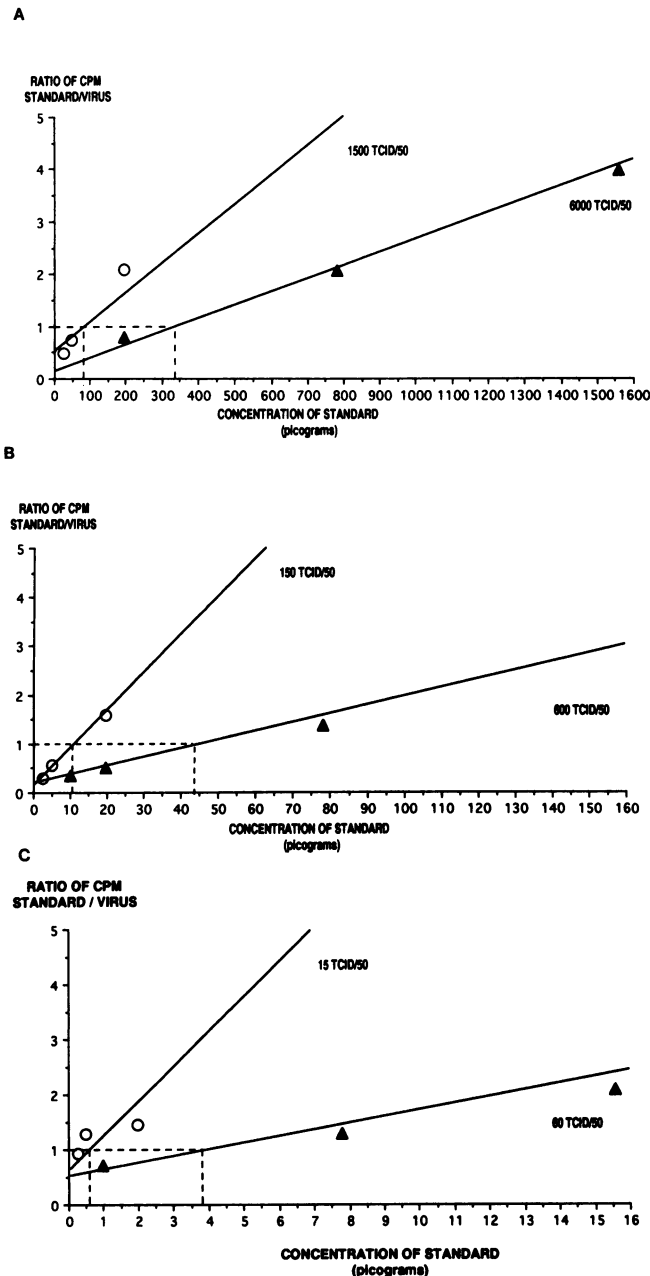 A
RATIO OF CPM
STANDARD/VIRUS
5
4
3
2
1
0
1500 TCID/50
6000 TCID/50
0 100 200 300 400 500 600 700 800 900 1000 1100 1200 1300 1400 1500 1600
CONCENTRATION OF STANDARD
(picograms)
B
RATIO OF CPM
STANDARD/VIRUS
5
4
3
2
1
0
150 TCID/50
600 TCID/50
0 10 20 30 40 50 60 70 80 90 100 110 120 130 140 150 160
CONCENTRATION OF STANDARD
(picograms)
C
RATIO OF CPM
STANDARD / VIRUS
5
4
3
2
1
0
15 TCID/50
60 TCID/50
0 1 2 3 4 5 6 7 8 9 10 11 12 13 14 15 16
CONCENTRATION OF STANDARD
(picograms)